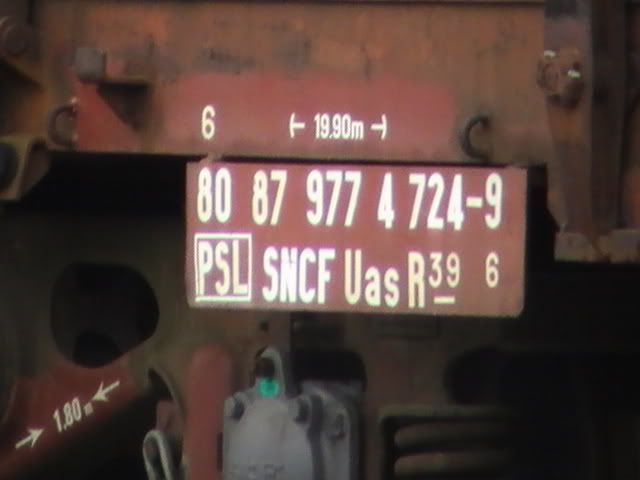 6 19.90m
80 87 977 4 724-9
PSL SNCF Uas R39 6
1.80m